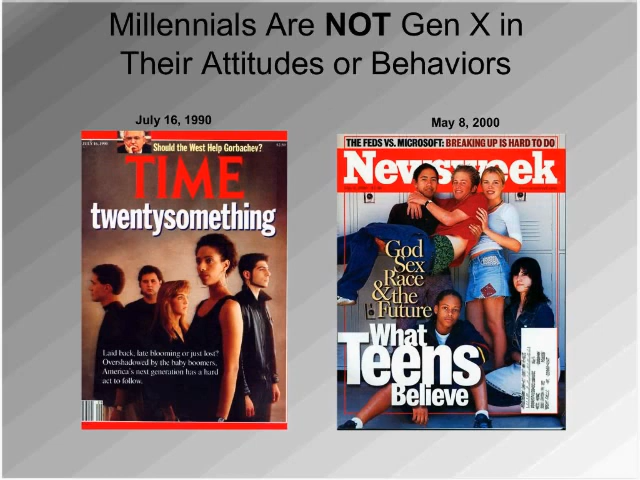 Millennials Are NOT Gen X in
Their Attitudes or Behaviors
July 16, 1990
May 8, 2000
JULY 16, 1990
Should the West Help Gorbachev?
TIME
twentysomething
Laid back, late blooming or just lost?
Overshadowed by the baby boomers,
America's next generation has a hard
act to follow.
THE FEDS VS. MICROSOFT: BREAKING UP IS HARD TO DO
Newsweek
God
Sex
Race
& the
Future
What
Teens
Believe